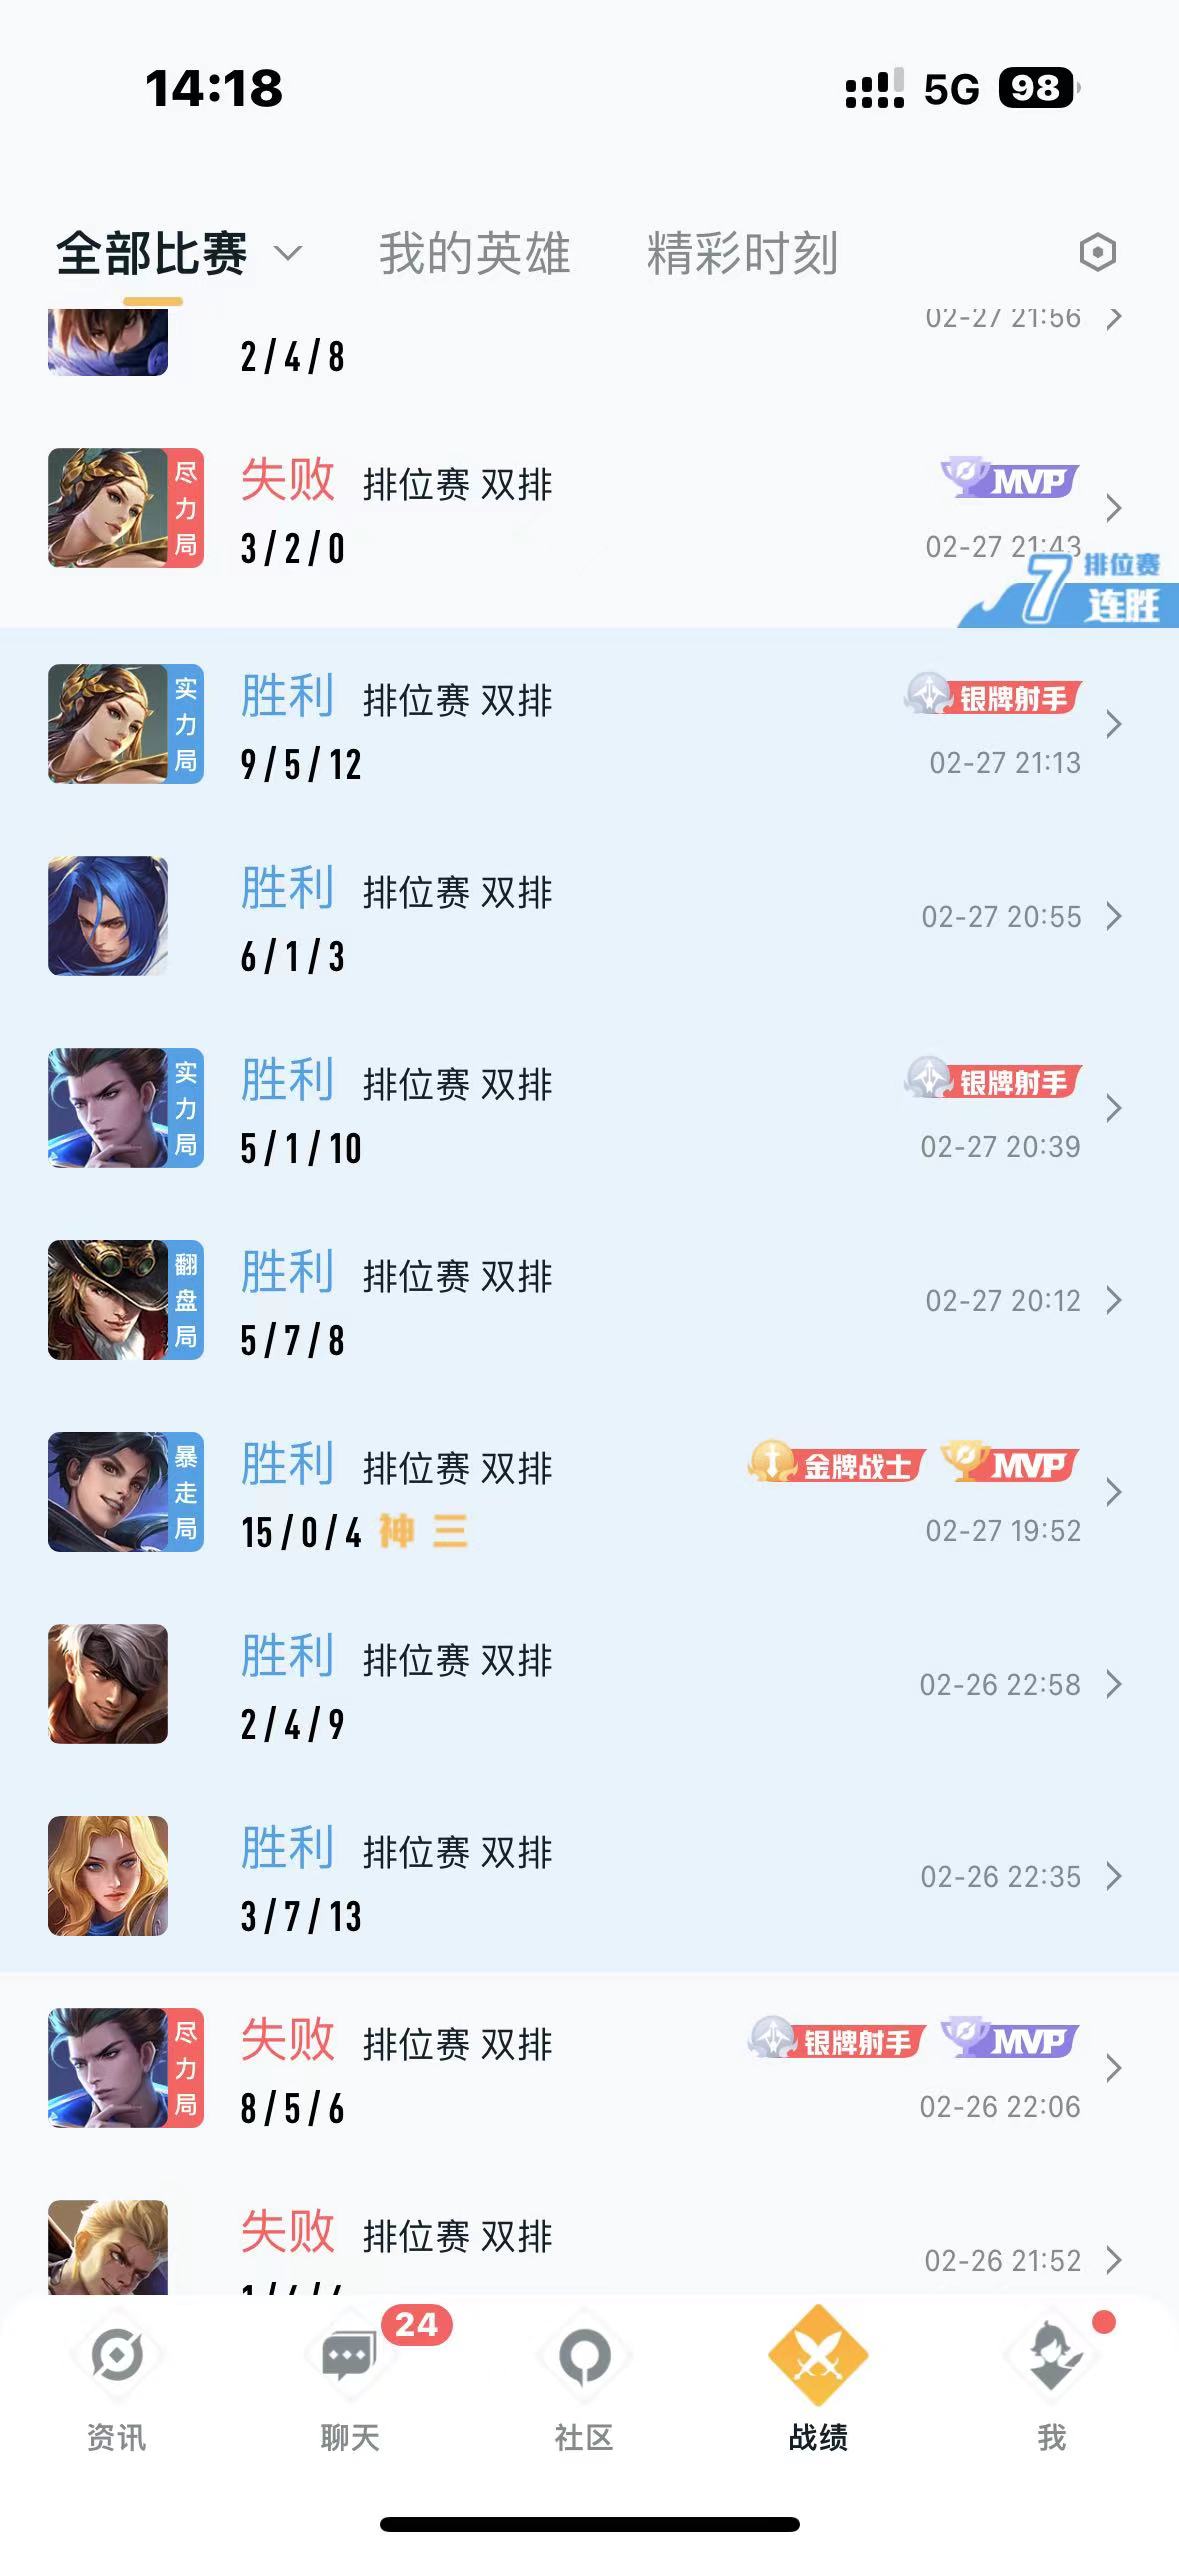 14:18
5G 98
全部比赛 我的英雄 精彩时刻
02-27 21:56
2/4/8
尽力局
失败 排位赛 双排
MVP
3/2/0
02-27 21:43
7 排位赛
连胜
实力局
胜利 排位赛 双排
银牌射手
9/5/12
02-27 21:13
胜利 排位赛 双排
02-27 20:55
6/1/3
实力局
胜利 排位赛 双排
银牌射手
5/1/10
02-27 20:39
翻盘局
胜利 排位赛 双排
02-27 20:12
5/7/8
暴走局
胜利 排位赛 双排
金牌战士 MVP
15/0/4 神 三
02-27 19:52
胜利 排位赛 双排
02-26 22:58
2/4/9
胜利 排位赛 双排
02-26 22:35
3/7/13
尽力局
失败 排位赛 双排
银牌射手 MVP
8/5/6
02-26 22:06
失败 排位赛 双排
02-26 21:52
24
资讯 聊天 社区 战绩 我